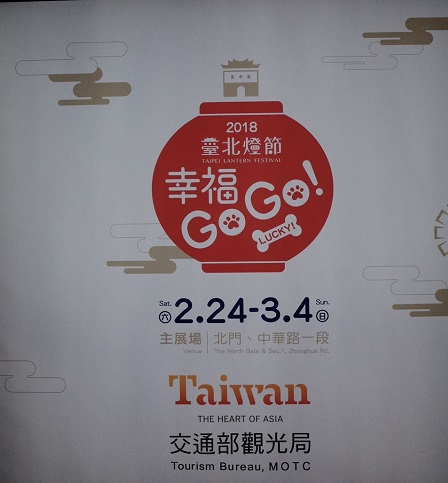 2018
臺北燈節
TAIPEI LANTERN FESTIVAL
幸福
GO GO!
LUCKY!
Sat. 六 2.24-3.4 Sun. 日
主展場 北門、中華路一段
Venue The North Gate & Sec.1, Zhonghua Rd.
Taiwan
THE HEART OF ASIA
交通部觀光局
Tourism Bureau, MOTC